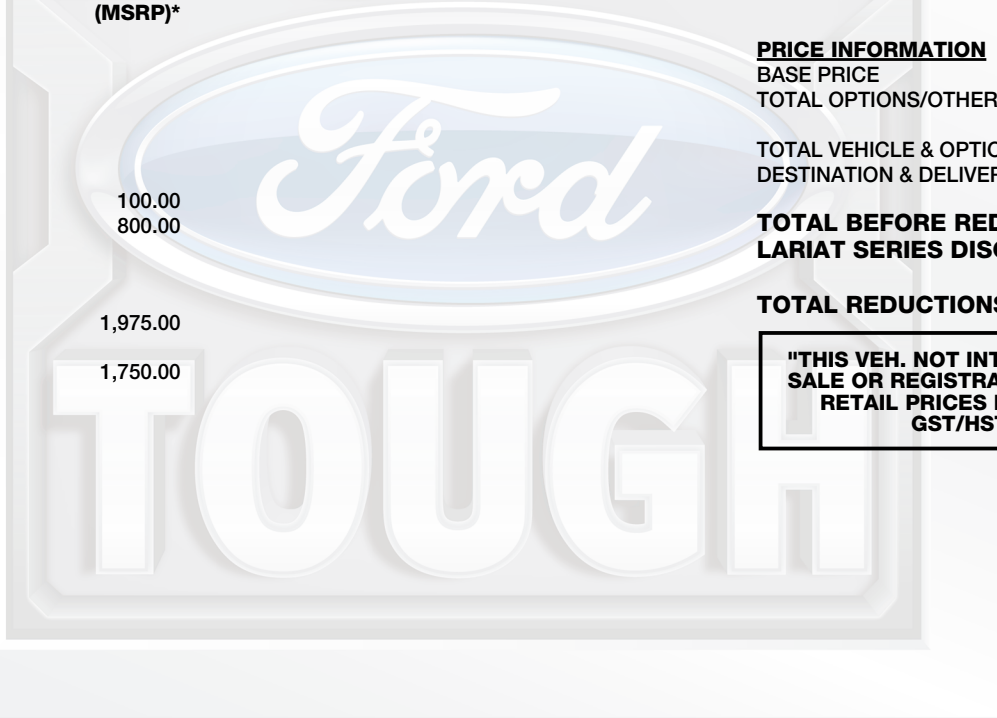 (MSRP)*
100.00
800.00
1,975.00
1,750.00
PRICE INFORMATION
BASE PRICE
TOTAL OPTIONS/OTHER
TOTAL VEHICLE & OPTIO
DESTINATION & DELIVER
TOTAL BEFORE RED
LARIAT SERIES DISC
TOTAL REDUCTIONS
"THIS VEH. NOT INT
SALE OR REGISTRA
RETAIL PRICES I
GST/HST
Ford
TOUGH